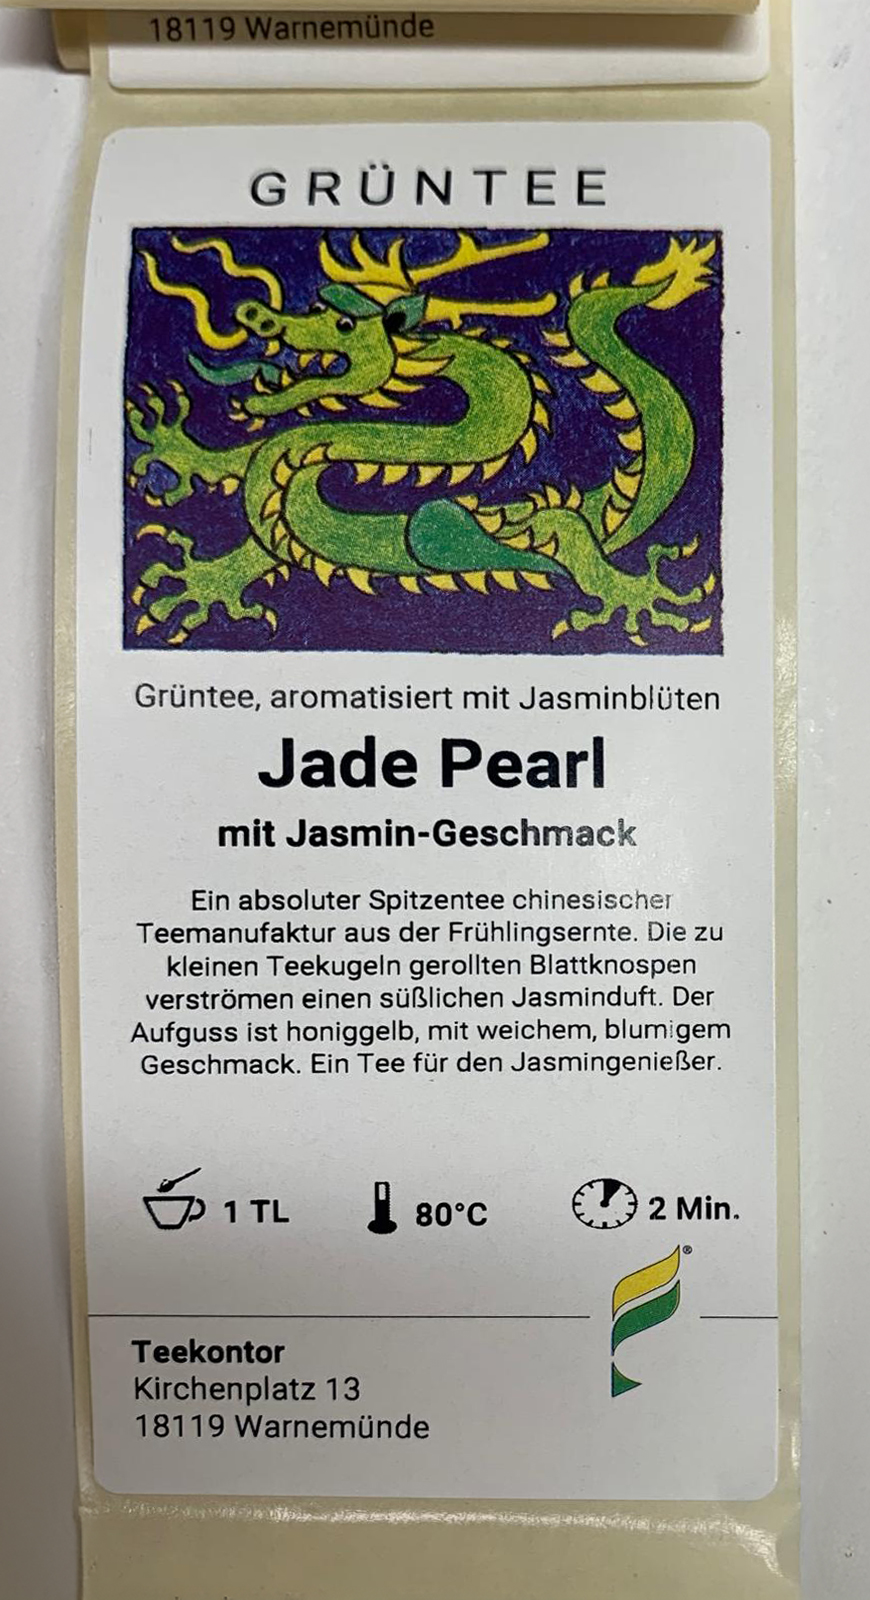 18119 Warnemünde
GRÜNTEE
Grüntee, aromatisiert mit Jasminblüten
Jade Pearl
mit Jasmin-Geschmack
Ein absoluter Spitzentee chinesischer
Teemanufaktur aus der Frühlingsernte. Die zu
kleinen Teekugeln gerollten Blattknospen
verströmen einen süßlichen Jasminduft. Der
Aufguss ist honiggelb, mit weichem, blumigem
Geschmack. Ein Tee für den Jasmingenießer.
1 TL 80°C 2 Min.
®
Teekontor
Kirchenplatz 13
18119 Warnemünde